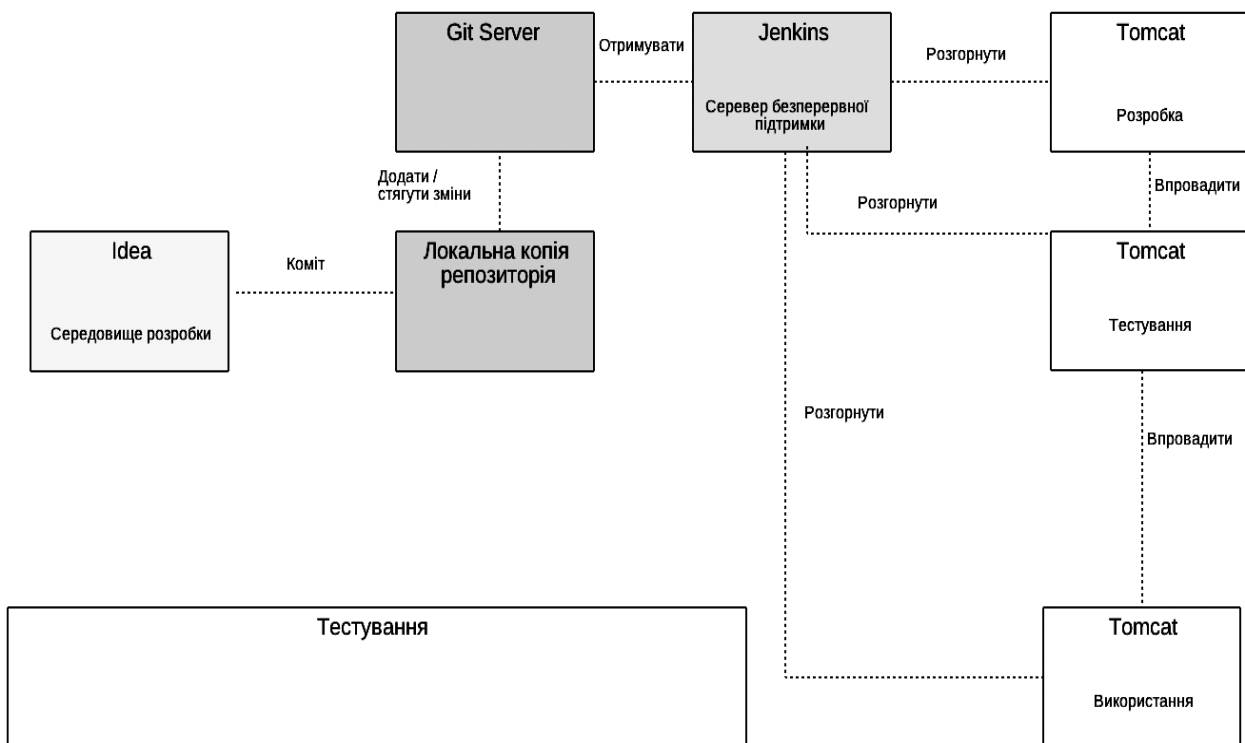 Git Server
Отримувати
Jenkins
Серевер безперервної
підтримки
Розгорнути
Tomcat
Розробка
Додати /
стягути зміни
Розгорнути
Впровадити
Idea
Середовище розробки
Коміт
Локальна копія
репозиторія
Tomcat
Тестування
Розгорнути
Впровадити
Тестування
Tomcat
Використання